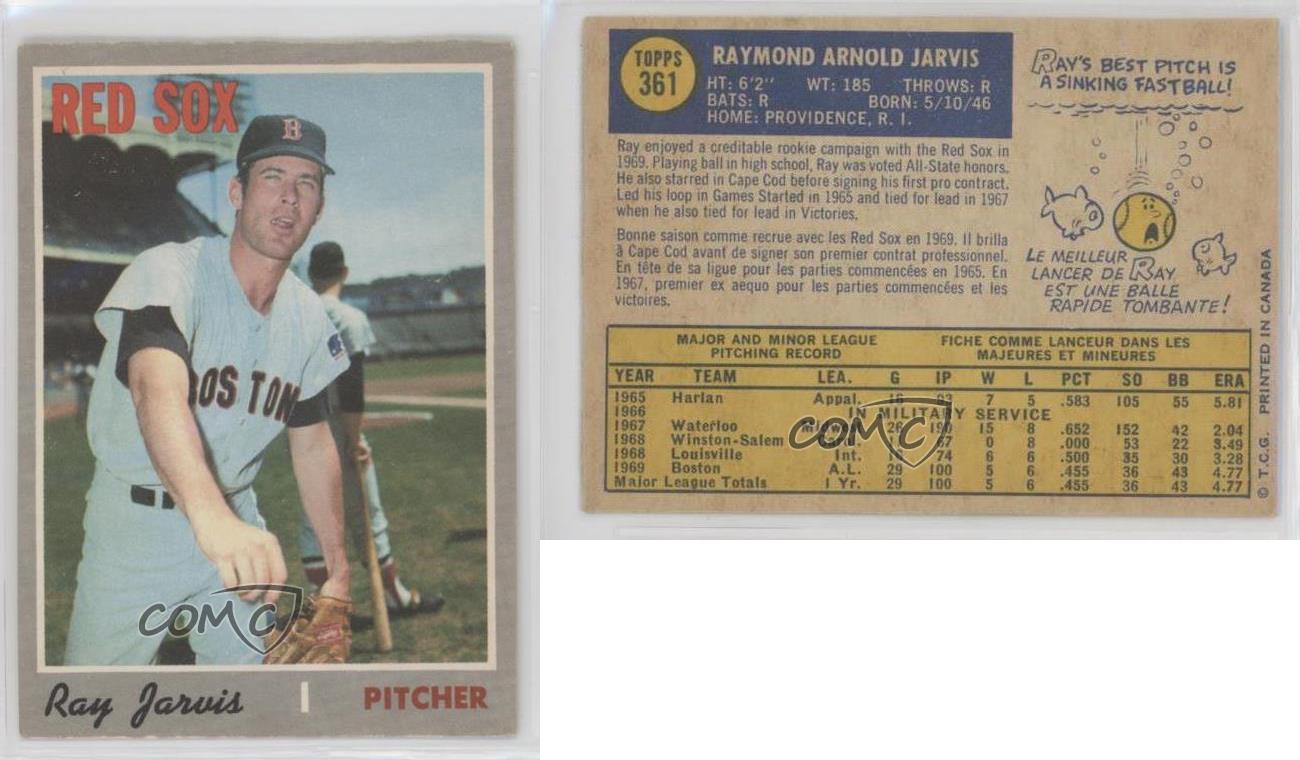 RED SOX
B
BOSTON
Ray Jarvis
PITCHER
COMC
TOPPS
361
RAYMOND ARNOLD JARVIS
HT: 6'2" WT: 185 THROWS: R
BATS: R BORN: 5/10/46
HOME: PROVIDENCE, R. I.
Ray enjoyed a creditable rookie campaign with the Red Sox in
1969. Playing ball in high school, Ray was voted All-State honors.
He also starred in Cape Cod before signing his first pro contract.
Led his loop in Games Started in 1965 and tied for lead in 1967
when he also tied for lead in Victories.
Bonne saison comme recrue avec les Red Sox en 1969. Il brilla
à Cape Cod avant de signer son premier contrat professionnel.
En tête de sa ligue pour les parties commencées en 1965. En
1967, premier ex aequo pour les parties commencées et les
victoires.
RAY'S BEST PITCH IS
A SINKING FASTBALL!
LE MEILLEUR
LANCER DE RAY
EST UNE BALLE
RAPIDE TOMBANTE!
MAJOR AND MINOR LEAGUE
PITCHING RECORD
FICHE COMME LANCEUR DANS LES
MAJEURES ET MINEURES
YEAR TEAM LEA. G IP W L PCT SO BB ERA
1965 Harlan Appal. 16 93 7 5 .583 105 55 5.81
1966 IN MILITARY SERVICE
1967 Waterloo Midwest 26 190 15 8 .652 152 42 2.04
1968 Winston-Salem 0 8 .000 53 22 3.49
1968 Louisville Int. 74 6 6 .500 35 30 3.28
1969 Boston A.L. 29 100 5 6 .455 36 43 4.77
Major League Totals 1 Yr. 29 100 5 6 .455 36 43 4.77
COMC
© T.C.G. PRINTED IN CANADA